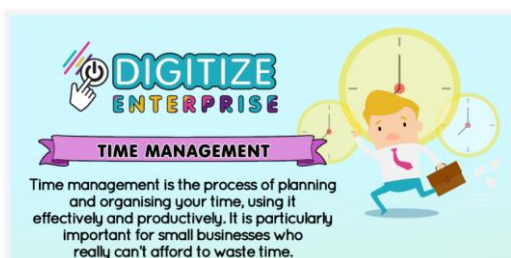 DIGITIZE
ENTERPRISE
TIME MANAGEMENT
Time management is the process of planning
and organising your time, using it
effectively and productively. It is particularly
important for small businesses who
really can't afford to waste time.